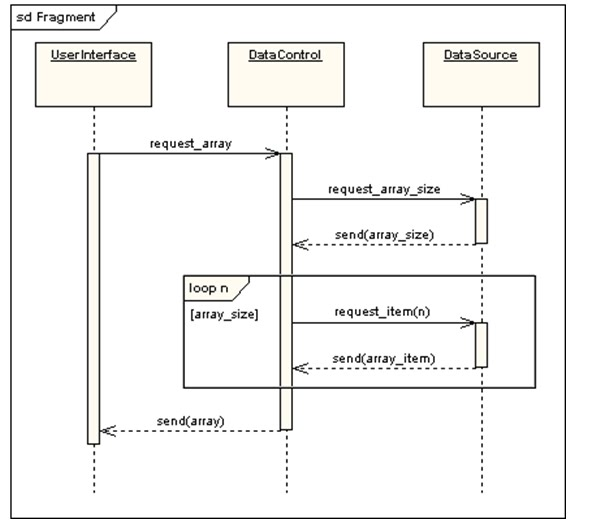 sd Fragment
UserInterface
DataControl
DataSource
request_array
request_array_size
send(array_size)
loop n
[array_size]
request_item(n)
send(array_item)
send(array)